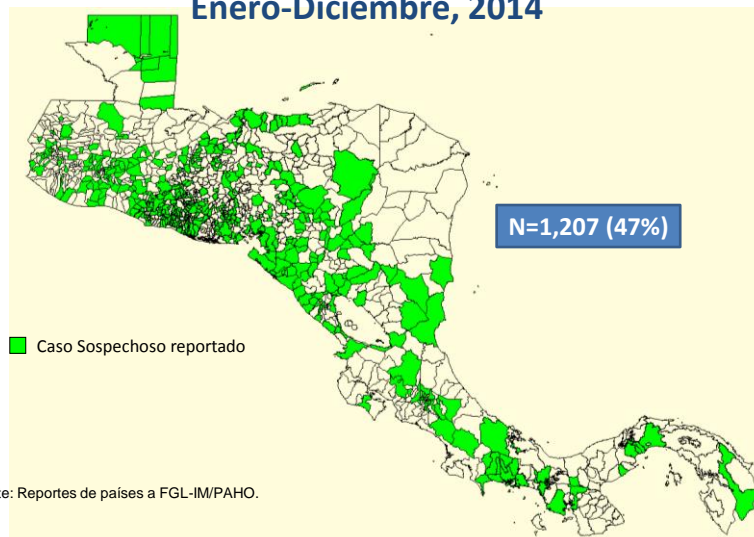 Enero-Diciembre, 2014
N=1,207 (47%)
Caso Sospechoso reportado
te: Reportes de países a FGL-IM/PAHO.